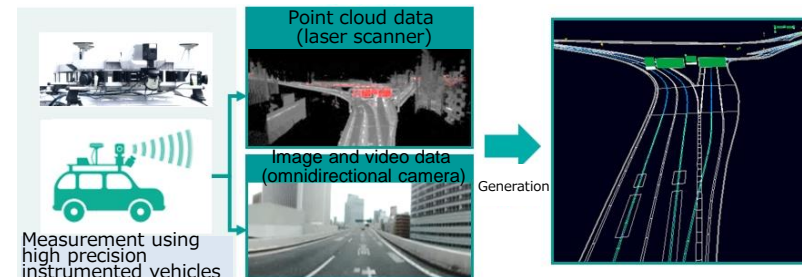 Point cloud data
(laser scanner)
Image and video data
(omnidirectional camera)
Generation
Measurement using
high precision
instrumented vehicles